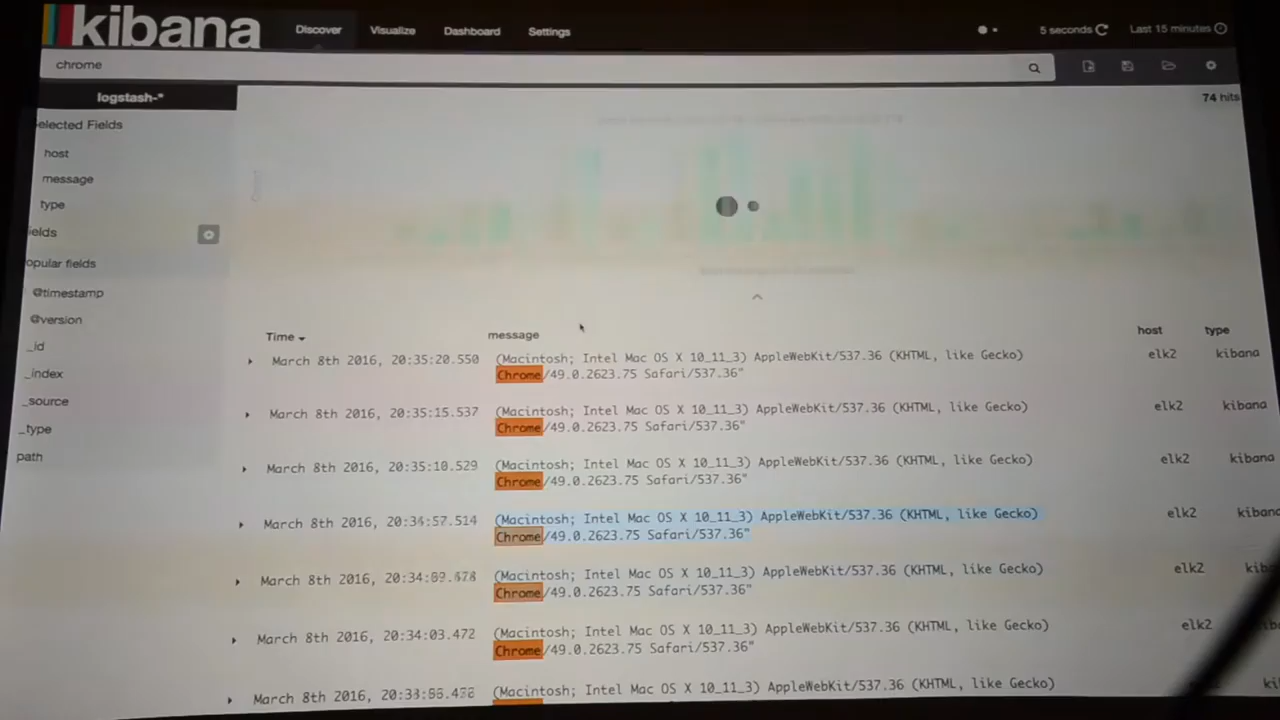 kibana Discover Visualize Dashboard Settings 5 seconds Last 15 minutes
chrome
logstash-* 74 hits
elected Fields
host
message
type
ields
opular fields
@timestamp
@version
_id
_index
_source
_type
path
Time message host type
March 8th 2016, 20:35:20.550 (Macintosh; Intel Mac OS X 10_11_3) AppleWebKit/537.36 (KHTML, like Gecko) elk2 kibana
Chrome/49.0.2623.75 Safari/537.36"
March 8th 2016, 20:35:15.537 (Macintosh; Intel Mac OS X 10_11_3) AppleWebKit/537.36 (KHTML, like Gecko) elk2 kibana
Chrome/49.0.2623.75 Safari/537.36"
March 8th 2016, 20:35:10.529 (Macintosh; Intel Mac OS X 10_11_3) AppleWebKit/537.36 (KHTML, like Gecko) elk2 kibana
Chrome/49.0.2623.75 Safari/537.36"
March 8th 2016, 20:34:57.514 (Macintosh; Intel Mac OS X 10_11_3) AppleWebKit/537.36 (KHTML, like Gecko) elk2 kibana
Chrome/49.0.2623.75 Safari/537.36"
March 8th 2016, (Macintosh; Intel Mac OS X 10_11_3) AppleWebKit/537.36 (KHTML, like Gecko) elk2 kib
Chrome/49.0.2623.75 Safari/537.36"
March 8th 2016, 20:34:03.472 (Macintosh; Intel Mac OS X 10_11_3) AppleWebKit/537.36 (KHTML, like Gecko) elk2
Chrome/49.0.2623.75 Safari/537.36"
March 8th 2016, (Macintosh; Intel Mac OS X 10_11_3) AppleWebKit/537.36 (KHTML, like Gecko) elk2 ki